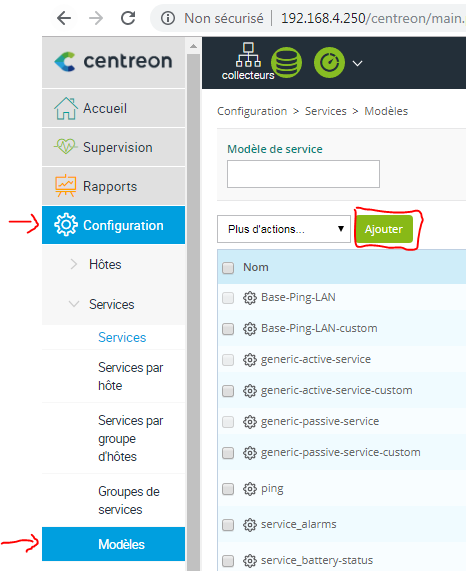 Non sécurisé | 192.168.4.250/centreon/main.
centreon
collecteurs
Accueil
Supervision
Rapports
Configuration
Hôtes
Services
Services
Services par
hôte
Services par
groupe
d'hôtes
Groupes de
services
Modèles
Configuration > Services > Modèles
Modèle de service
Plus d'actions...
Ajouter
Nom
Base-Ping-LAN
Base-Ping-LAN-custom
generic-active-service
generic-active-service-custom
generic-passive-service
generic-passive-service-custom
ping
service_alarms
service_battery-status